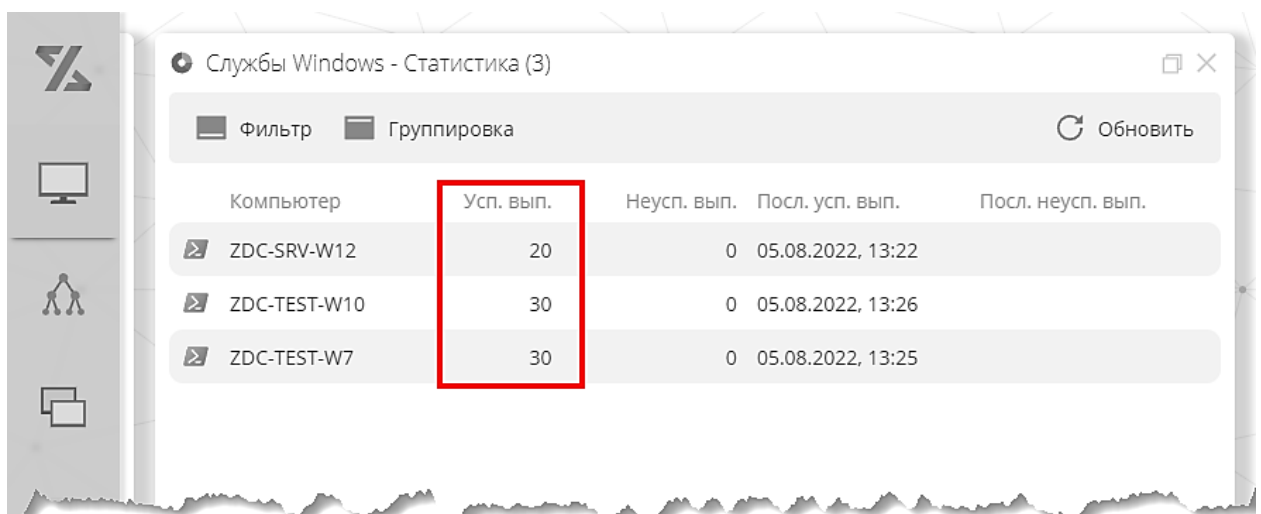 Службы Windows - Статистика (3)
Фильтр Группировка Обновить
Компьютер Усп. вып. Неусп. вып. Посл. усп. вып. Посл. неусп. вып.
ZDC-SRV-W12 20 0 05.08.2022, 13:22
ZDC-TEST-W10 30 0 05.08.2022, 13:26
ZDC-TEST-W7 30 0 05.08.2022, 13:25